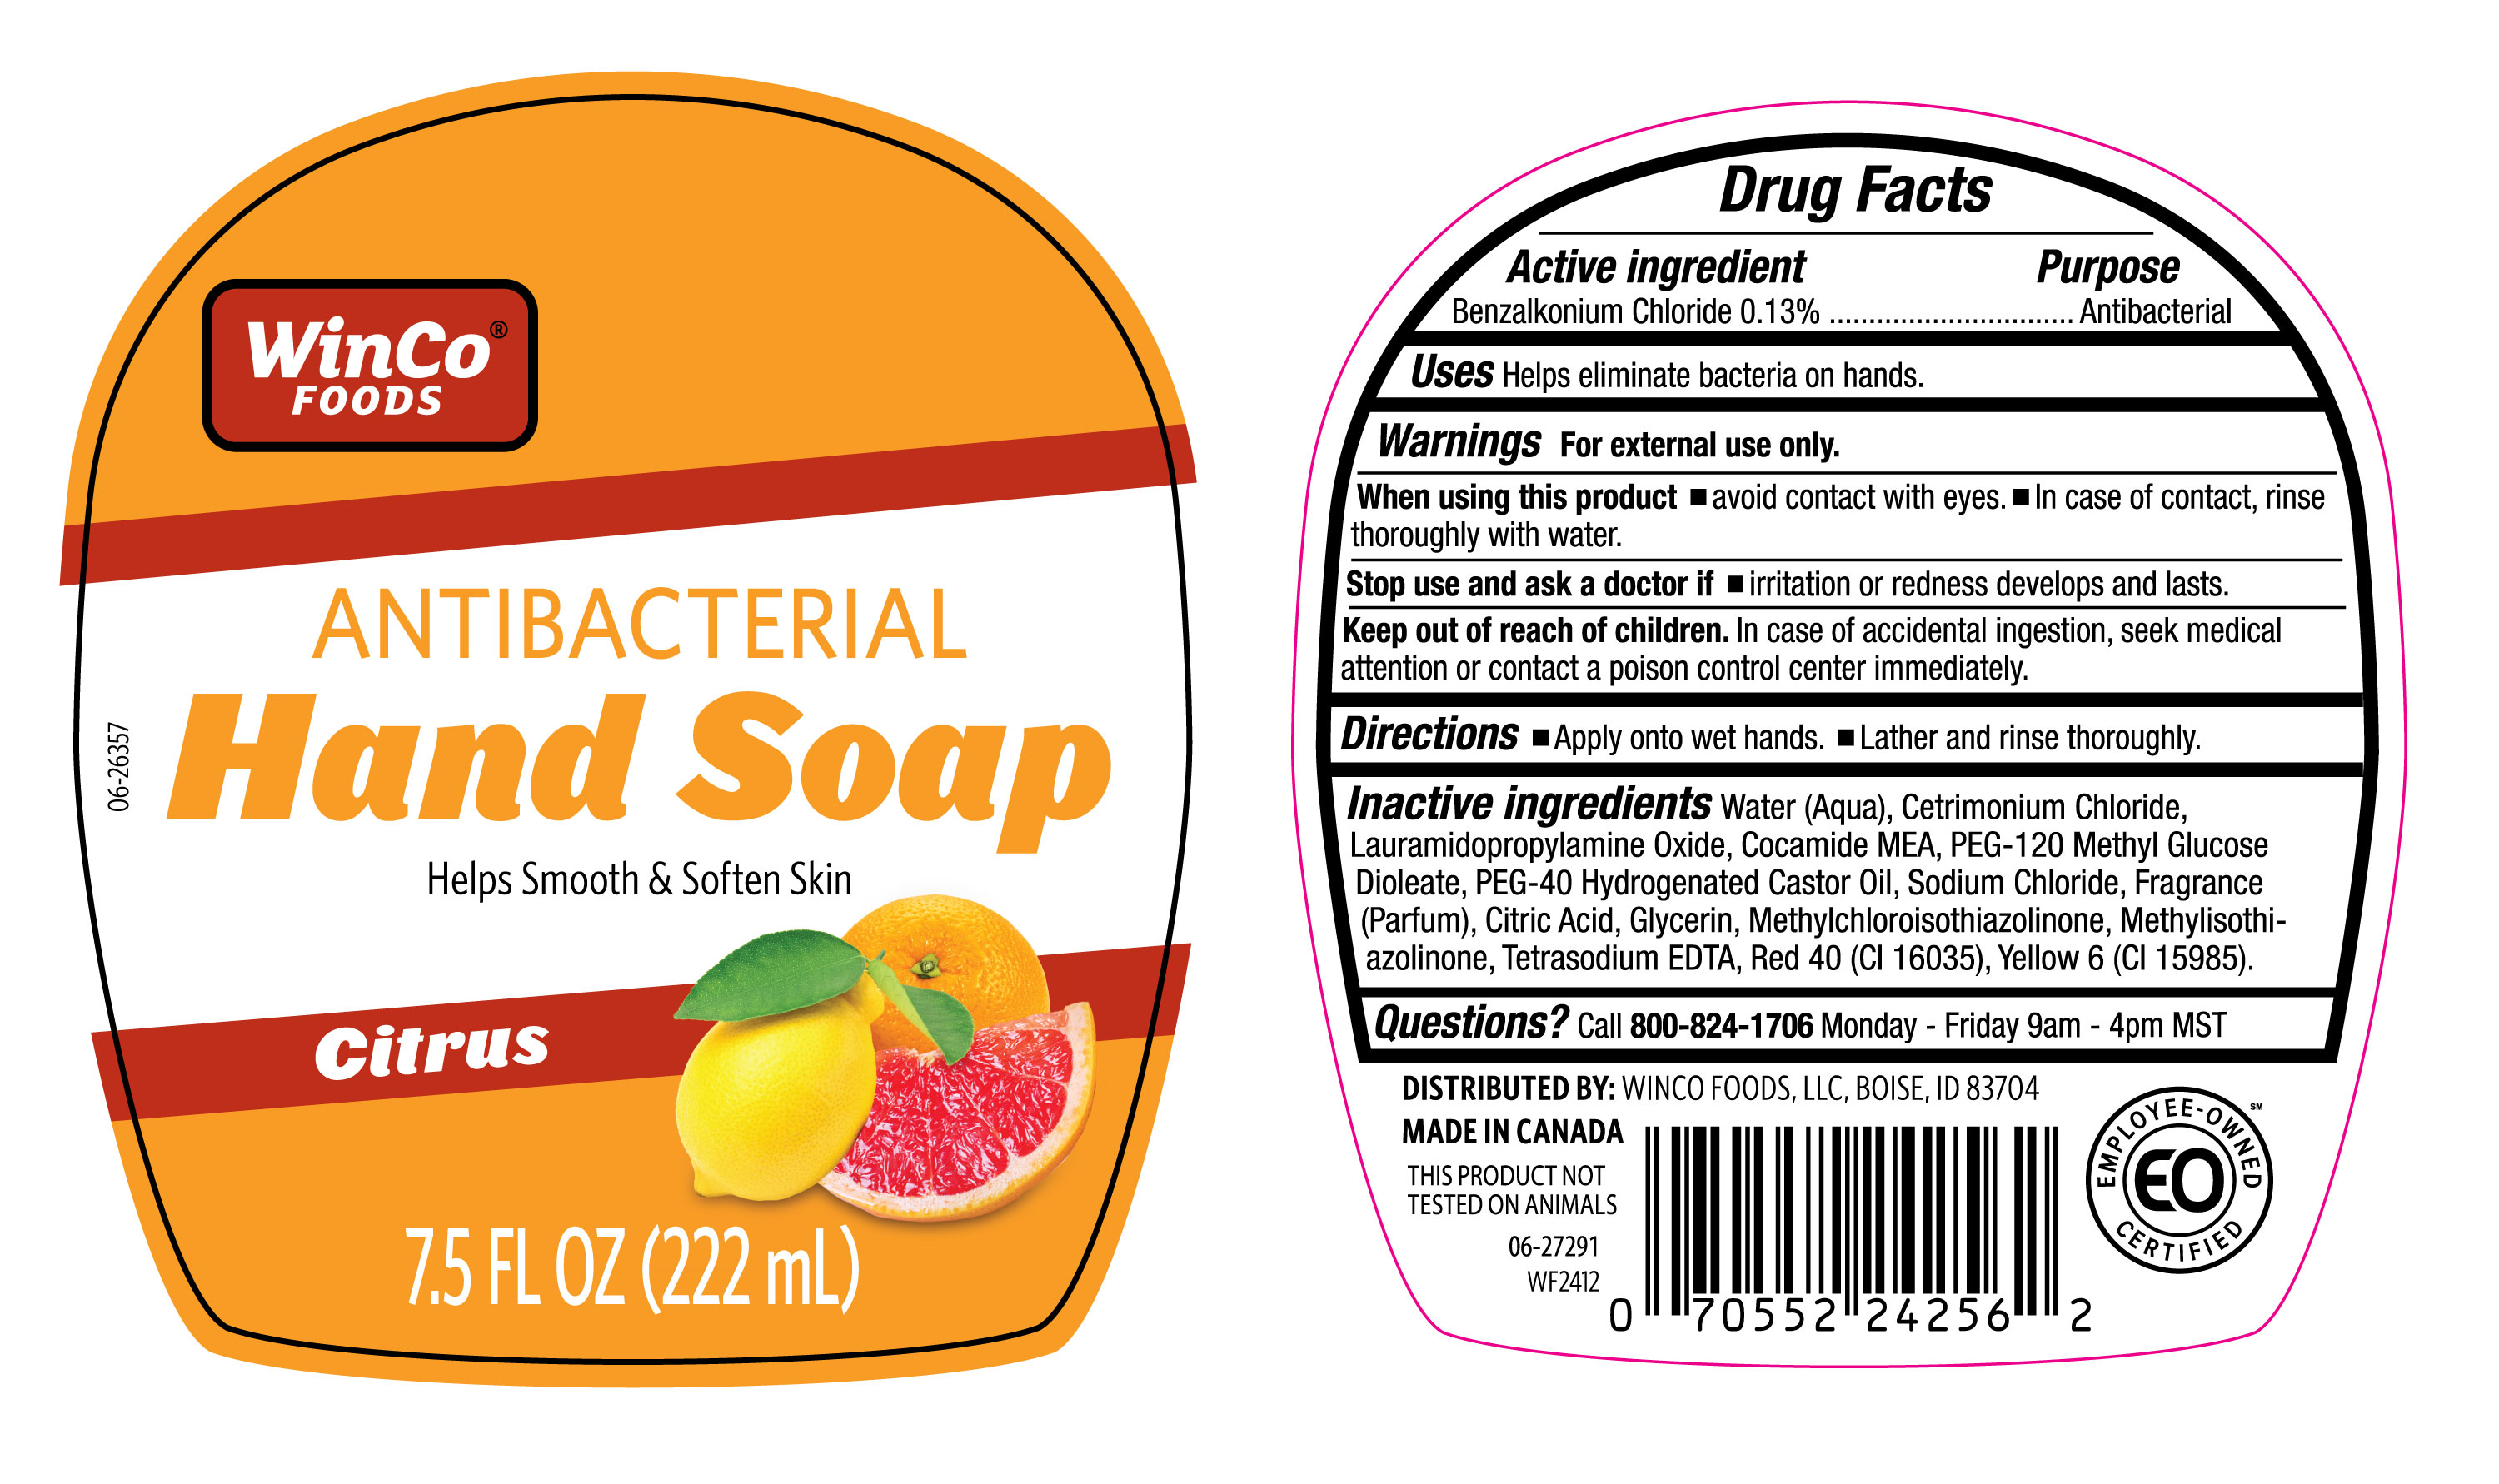 WinCo®
FOODS
ANTIBACTERIAL
Hand Soap
Helps Smooth & Soften Skin
Citrus
7.5 FL OZ (222 mL)
06-26357
Drug Facts
Active ingredient Purpose
Benzalkonium Chloride 0.13% ............................... Antibacterial
Uses Helps eliminate bacteria on hands.
Warnings For external use only.
When using this product ■ avoid contact with eyes. ■ In case of contact, rinse
thoroughly with water.
Stop use and ask a doctor if ■ irritation or redness develops and lasts.
Keep out of reach of children. In case of accidental ingestion, seek medical
attention or contact a poison control center immediately.
Directions ■ Apply onto wet hands. ■ Lather and rinse thoroughly.
Inactive ingredients Water (Aqua), Cetrimonium Chloride,
Lauramidopropylamine Oxide, Cocamide MEA, PEG-120 Methyl Glucose
Dioleate, PEG-40 Hydrogenated Castor Oil, Sodium Chloride, Fragrance
(Parfum), Citric Acid, Glycerin, Methylchloroisothiazolinone, Methylisothi-
azolinone, Tetrasodium EDTA, Red 40 (CI 16035), Yellow 6 (CI 15985).
Questions? Call 800-824-1706 Monday - Friday 9am - 4pm MST
DISTRIBUTED BY: WINCO FOODS, LLC, BOISE, ID 83704
MADE IN CANADA
THIS PRODUCT NOT
TESTED ON ANIMALS
06-27291
WF2412
0 70552 24256 2
EMPLOYEE-OWNED℠
EO
CERTIFIED